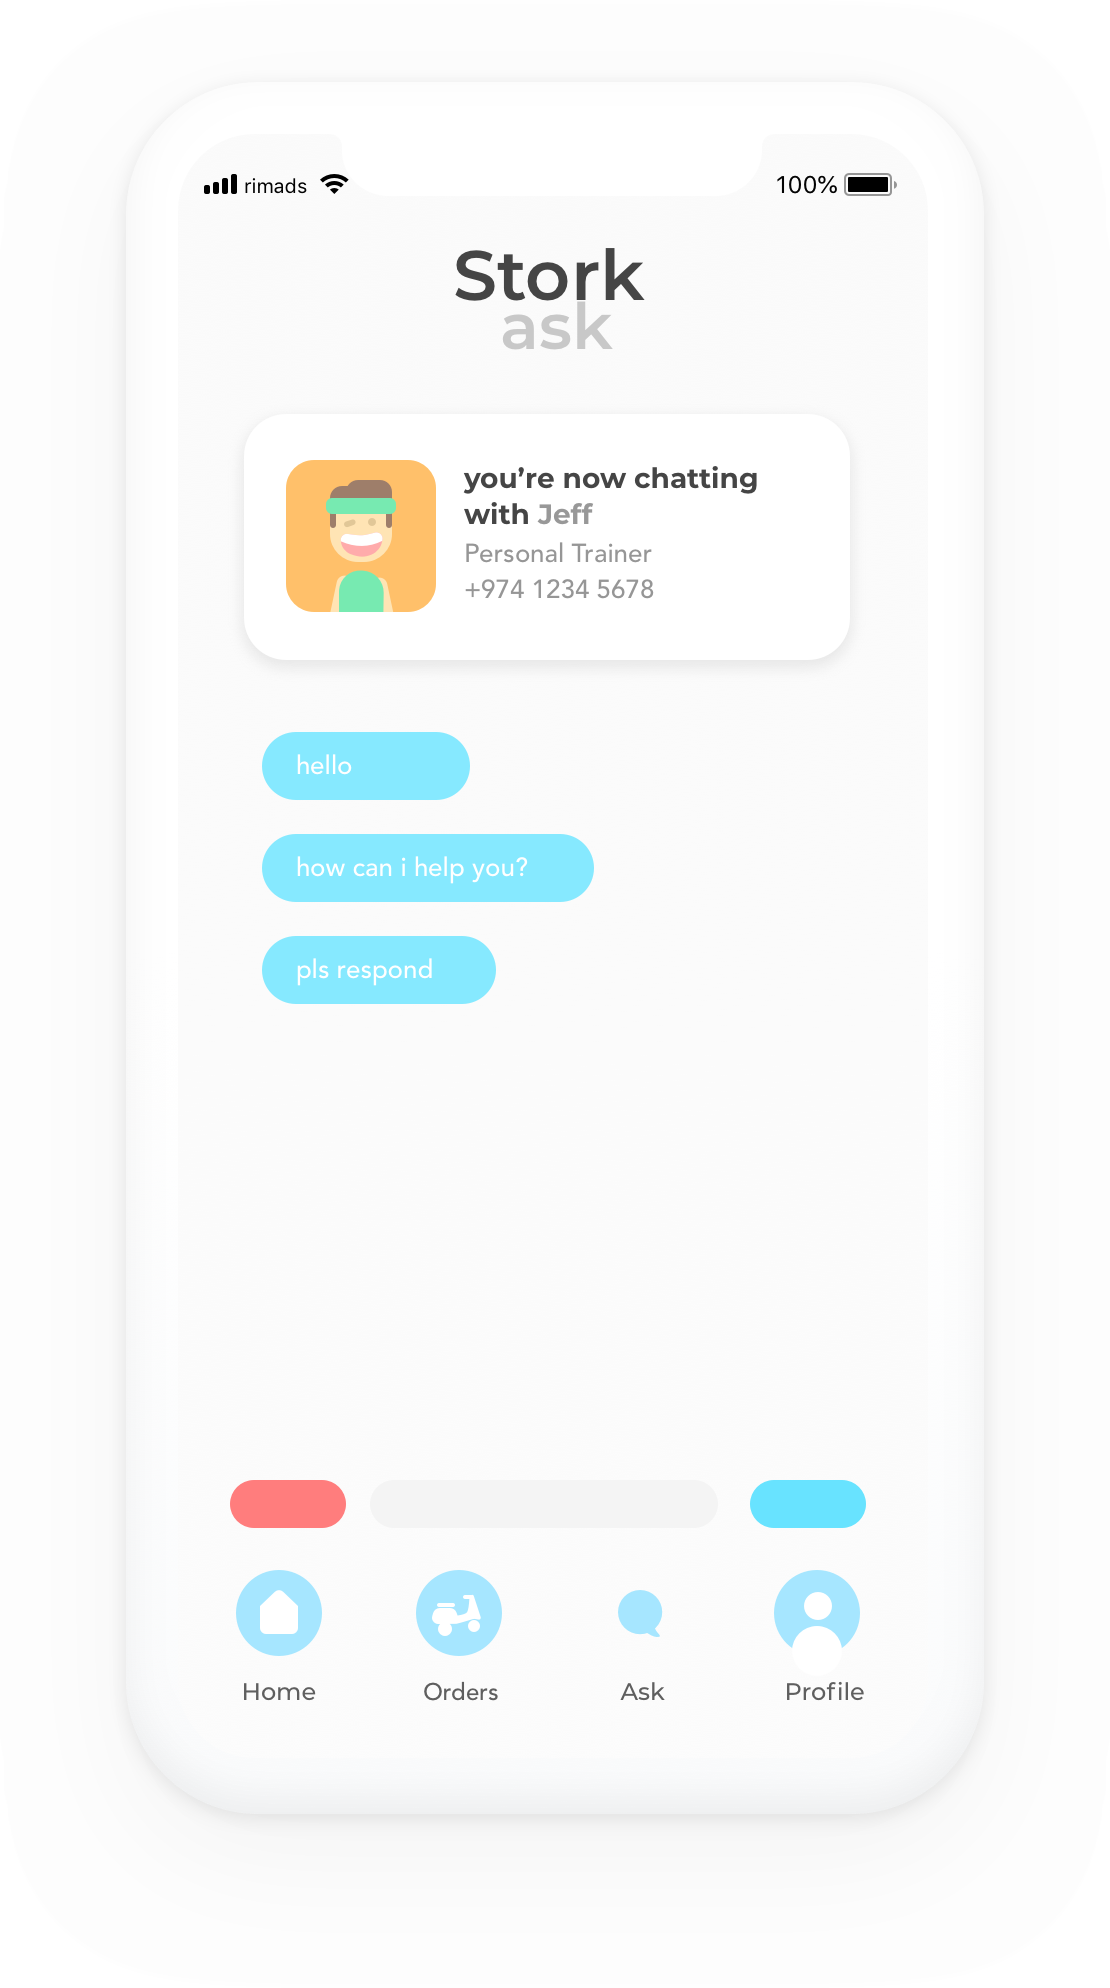 rimads
100%
Stork
ask
you’re now chatting
with Jeff
Personal Trainer
+974 1234 5678
hello
how can i help you?
pls respond
Home
Orders
Ask
Profile